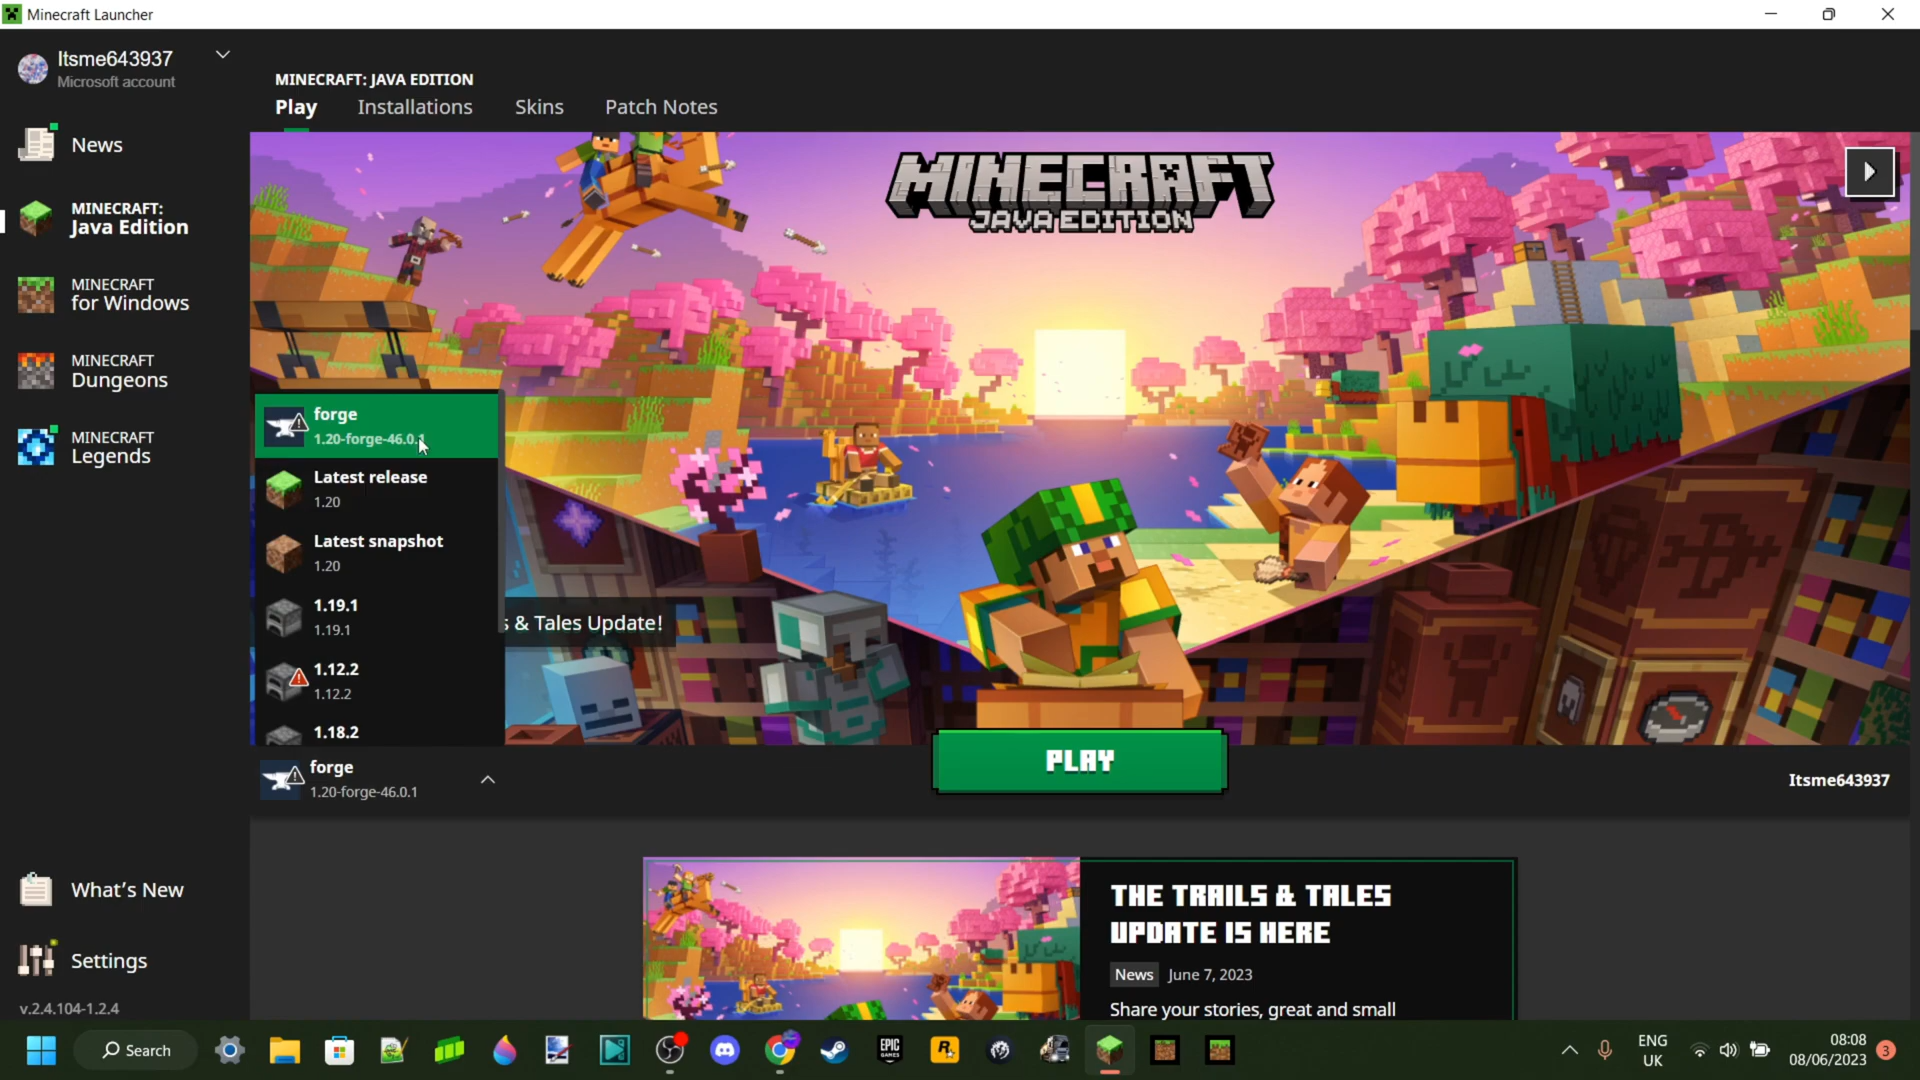 Minecraft Launcher
Itsme643937
Microsoft account
MINECRAFT: JAVA EDITION
Play
Installations
Skins
Patch Notes
News
MINECRAFT:
Java Edition
MINECRAFT
for Windows
MINECRAFT
Dungeons
MINECRAFT
Legends
MINECRAFT
JAVA EDITION
forge
1.20-forge-46.0.1
Latest release
1.20
Latest snapshot
1.20
1.19.1
1.19.1
1.12.2
1.12.2
1.18.2
s & Tales Update!
forge
1.20-forge-46.0.1
PLAY
Itsme643937
THE TRAILS & TALES
UPDATE IS HERE
News June 7, 2023
Share your stories, great and small
What's New
Settings
v.2.4.104-1.2.4
Search
EPIC
GAMES
R
ENG
UK
08:08
08/06/2023
3